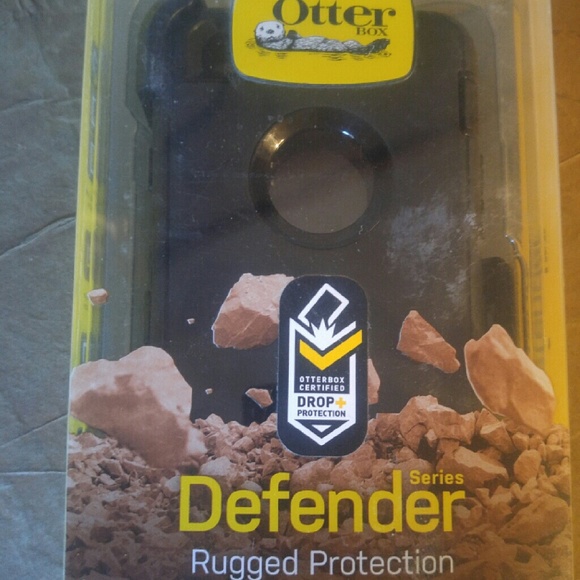 Otter
BOX
OTTERBOX
CERTIFIED
DROP+
PROTECTION
Series
Defender
Rugged Protection